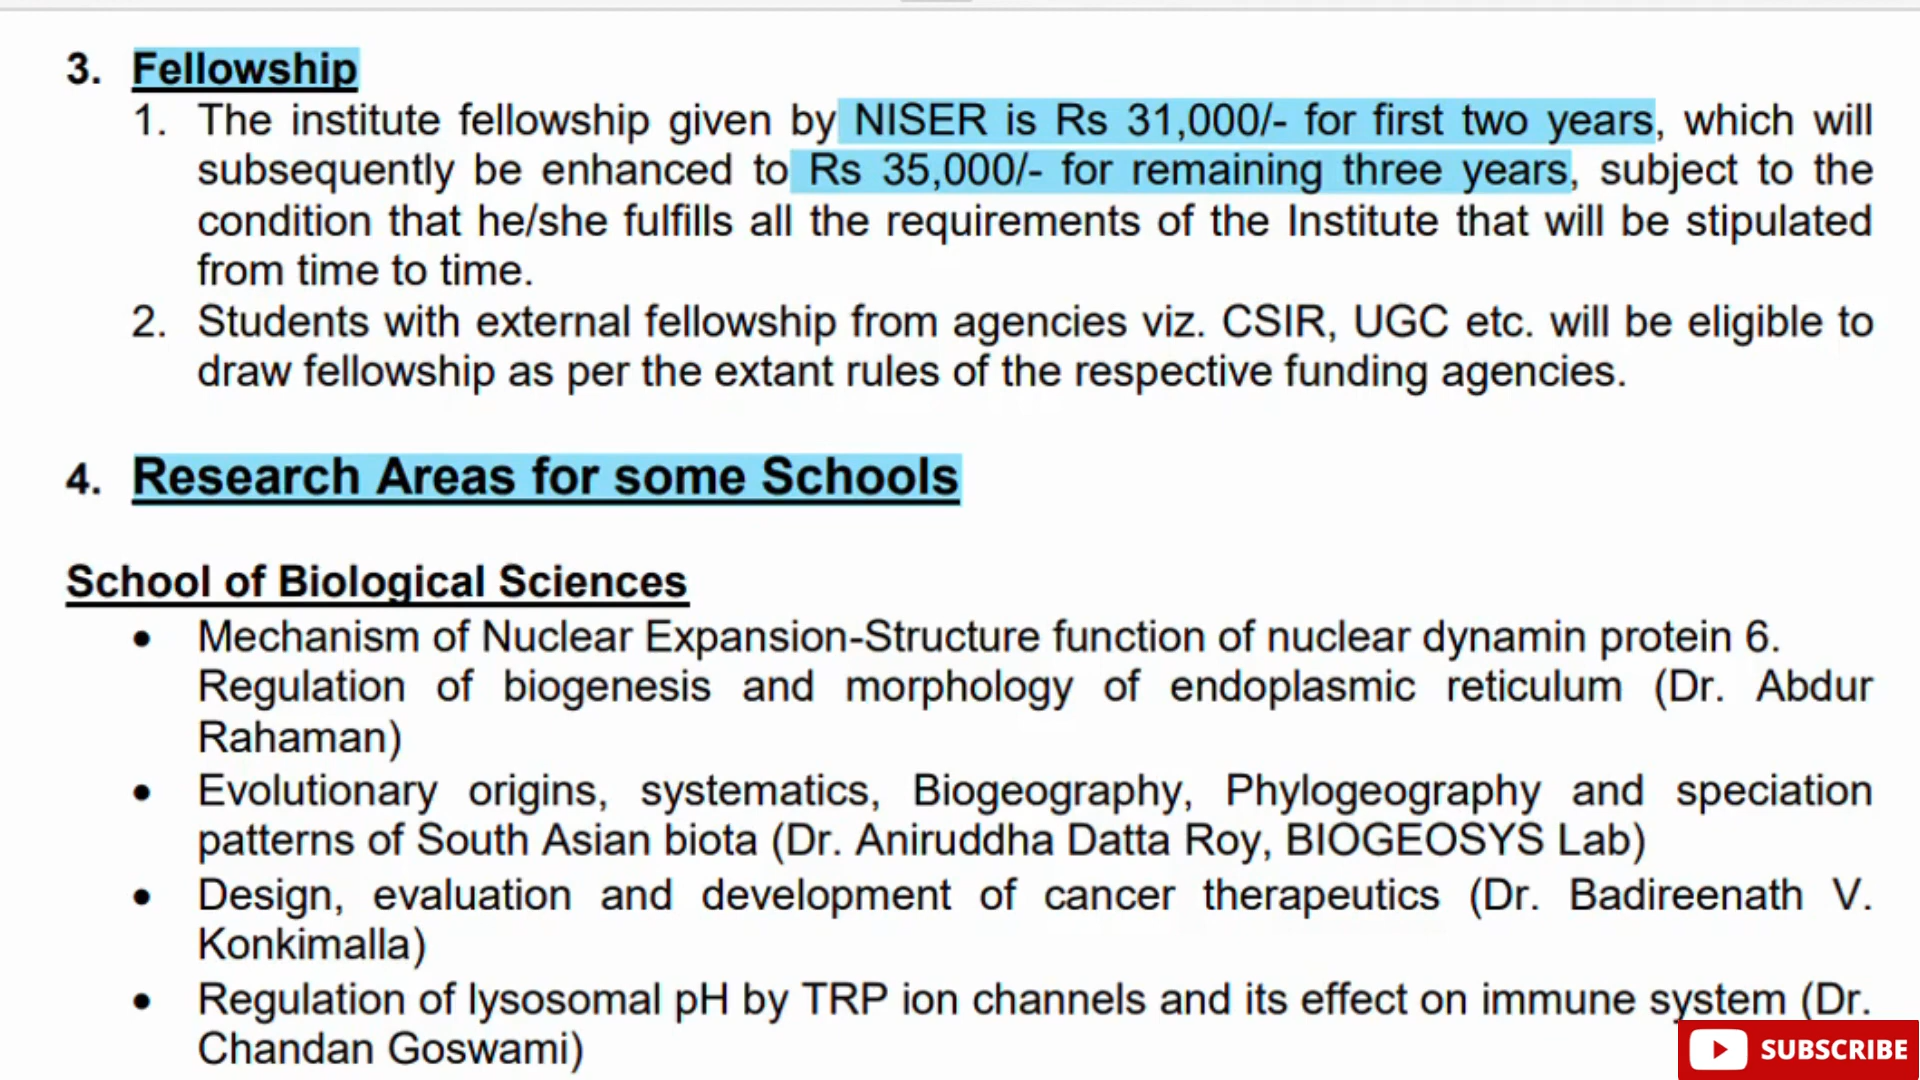 3. Fellowship
1. The institute fellowship given by NISER is Rs 31,000/- for first two years, which will
subsequently be enhanced to Rs 35,000/- for remaining three years, subject to the
condition that he/she fulfills all the requirements of the Institute that will be stipulated
from time to time.
2. Students with external fellowship from agencies viz. CSIR, UGC etc. will be eligible to
draw fellowship as per the extant rules of the respective funding agencies.
4. Research Areas for some Schools
School of Biological Sciences
• Mechanism of Nuclear Expansion-Structure function of nuclear dynamin protein 6.
Regulation of biogenesis and morphology of endoplasmic reticulum (Dr. Abdur
Rahaman)
• Evolutionary origins, systematics, Biogeography, Phylogeography and speciation
patterns of South Asian biota (Dr. Aniruddha Datta Roy, BIOGEOSYS Lab)
• Design, evaluation and development of cancer therapeutics (Dr. Badireenath V.
Konkimalla)
• Regulation of lysosomal pH by TRP ion channels and its effect on immune system (Dr.
Chandan Goswami)
SUBSCRIBE